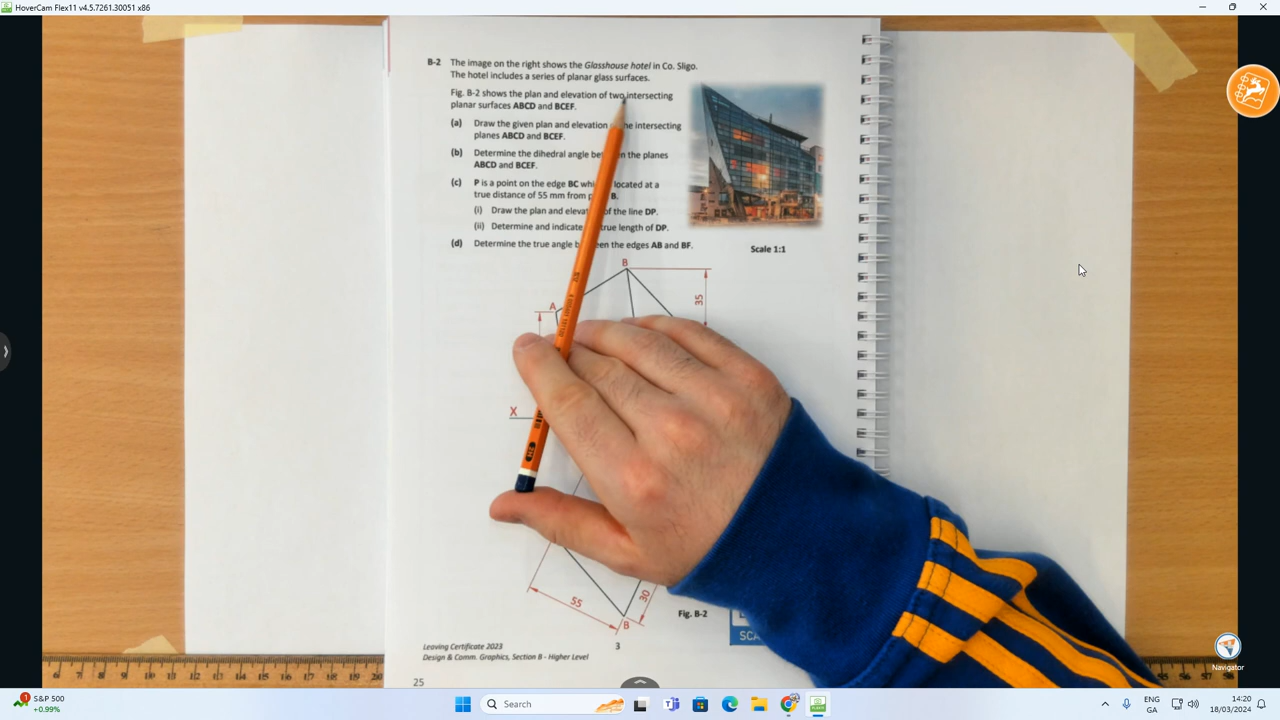 HoverCam Flex11 v4.5.7261.30051 x86
B-2 The image on the right shows the Glasshouse hotel in Co. Sligo.
The hotel includes a series of planar glass surfaces.
Fig. B-2 shows the plan and elevation of two intersecting
planar surfaces ABCD and BCEF.
(a) Draw the given plan and elevation intersecting
planes ABCD and BCEF.
(b) Determine the dihedral angle the planes
ABCD and BCEF.
(c) P is a point on the edge BC located at a
true distance of 55 mm from B.
(i) Draw the plan and of the line DP.
(ii) Determine and indicate true length of DP.
(d) Determine the true angle the edges AB and BF.
Scale 1:1
B
35
A
X
55
30
B
Fig. B-2
Leaving Certificate 2023
3
Design & Comm. Graphics, Section B - Higher Level
25
Navigator
S&P 500
+0.99%
1
Search
ENG
GA
14:20
18/03/2024